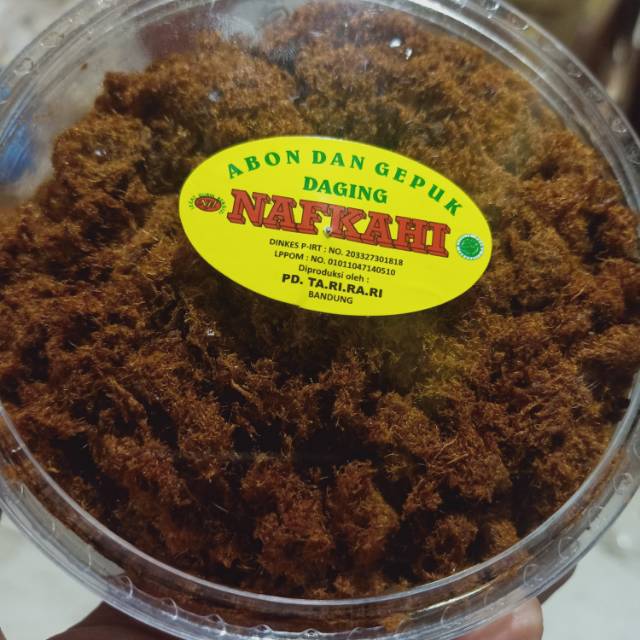 ABON DAN GEPUK
DAGING
NAFKAHI
DINKES P-IRT : NO. 203327301818
LPPOM : NO. 01011047140510
Diproduksi oleh :
PD. TA.RI.RA.RI
BANDUNG